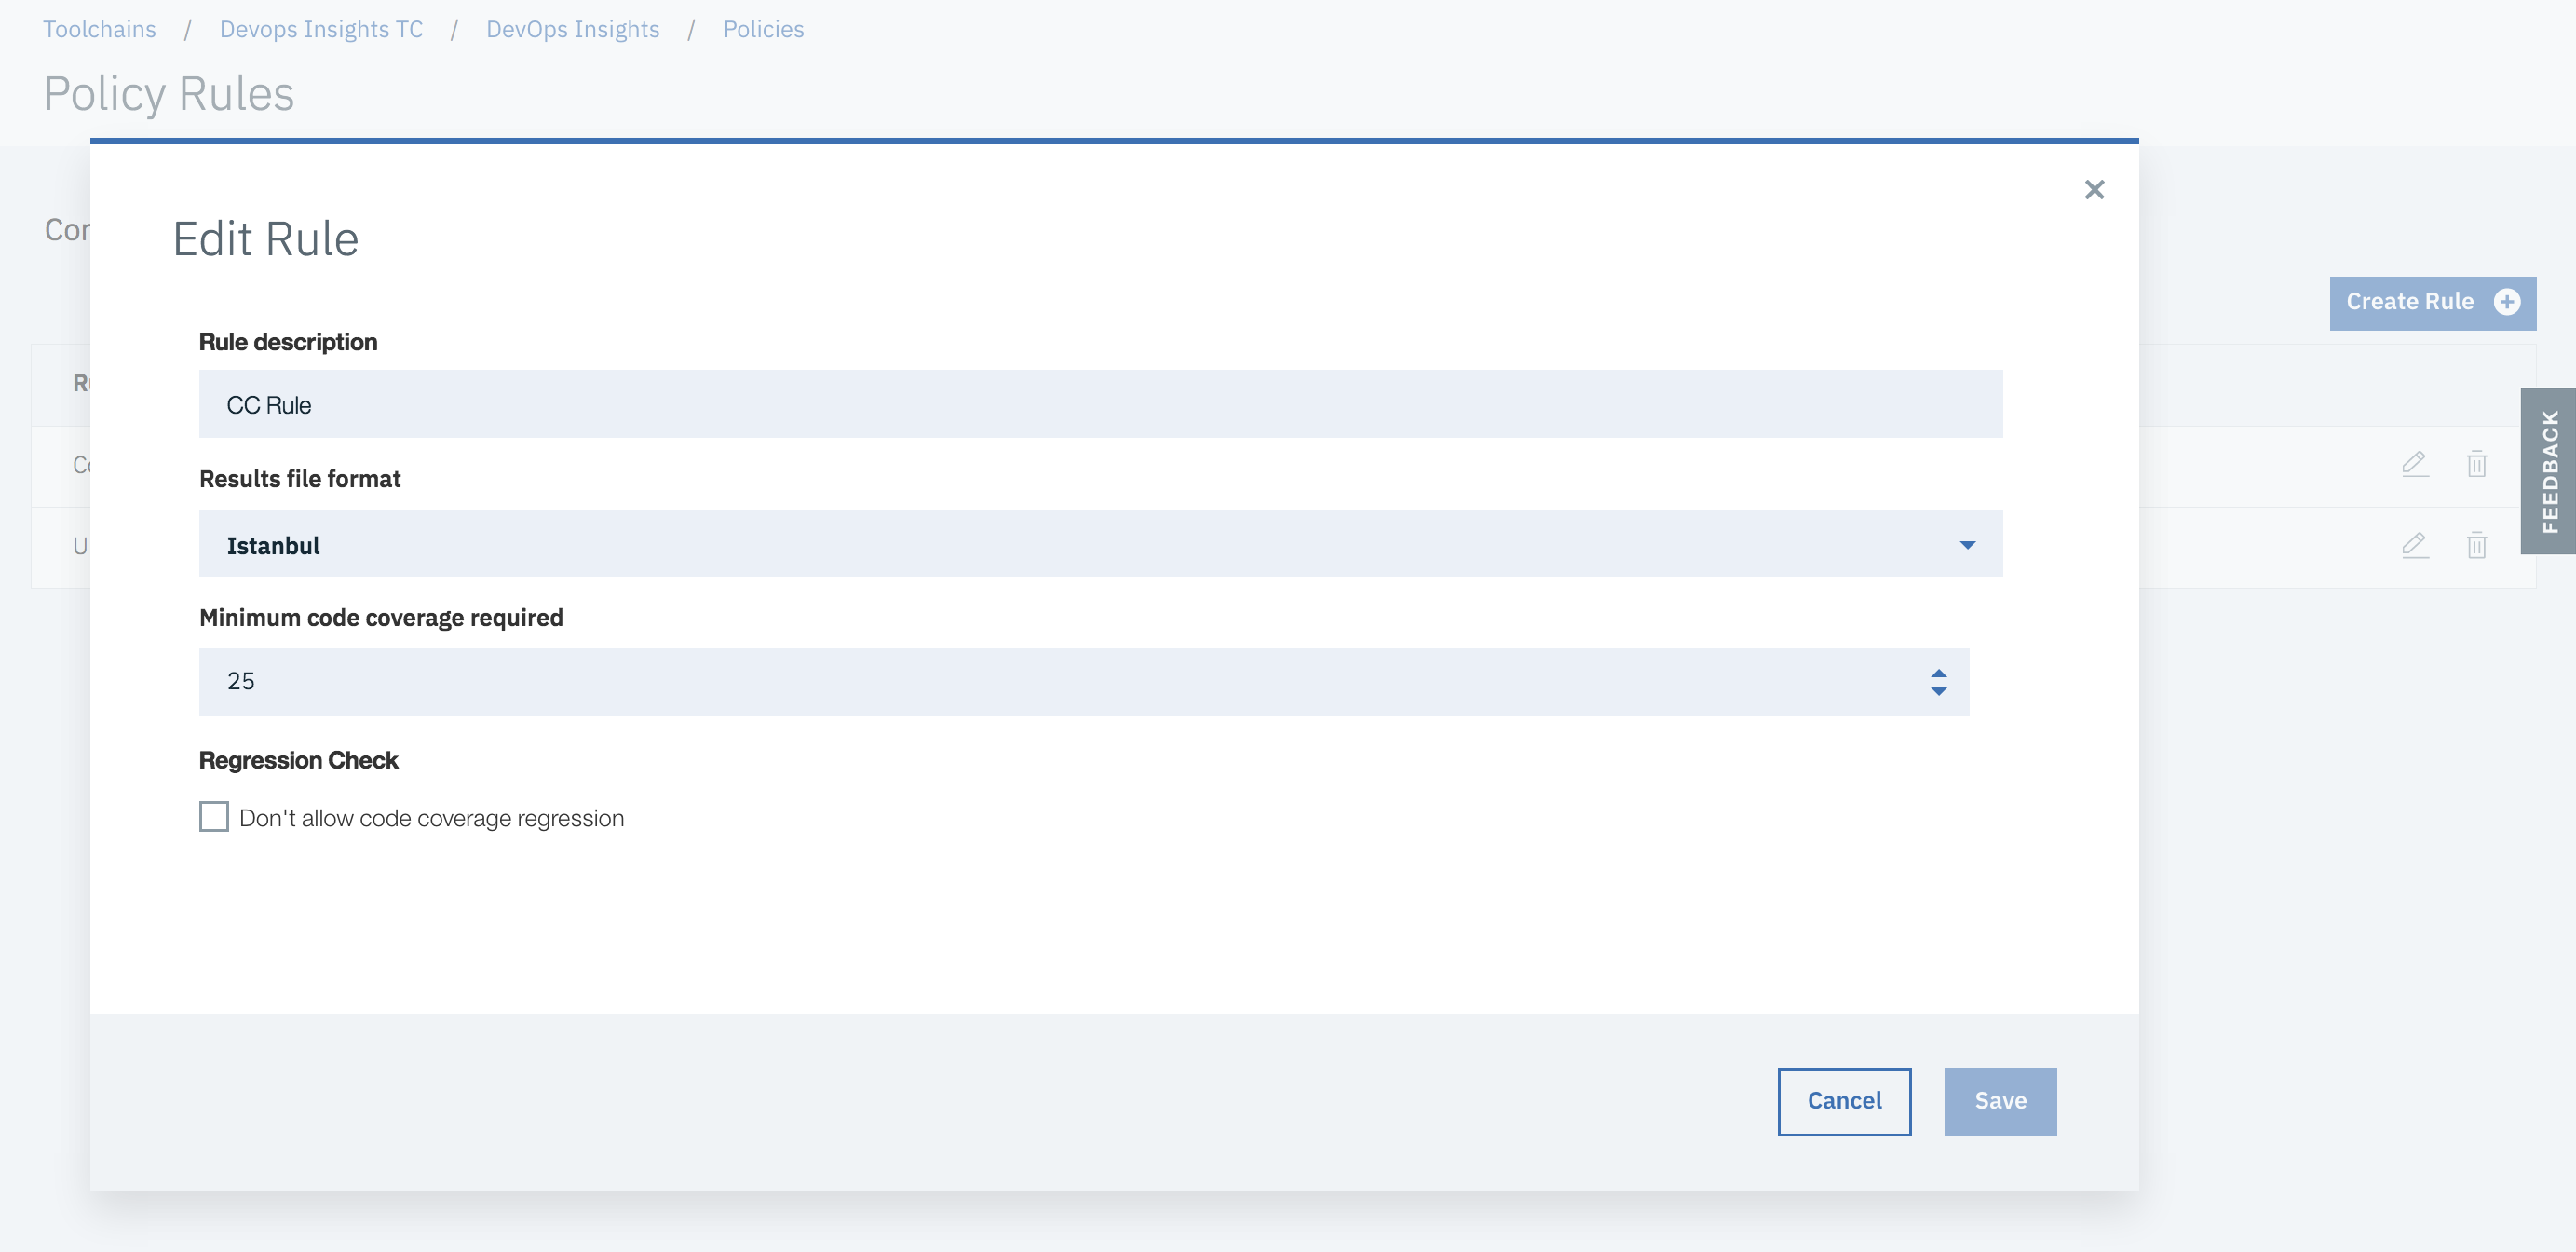 Toolchains / Devops Insights TC / DevOps Insights / Policies
Policy Rules
Edit Rule
Create Rule
Rule description
CC Rule
Results file format
Istanbul
Minimum code coverage required
25
Regression Check
Don't allow code coverage regression
FEEDBACK
Cancel Save